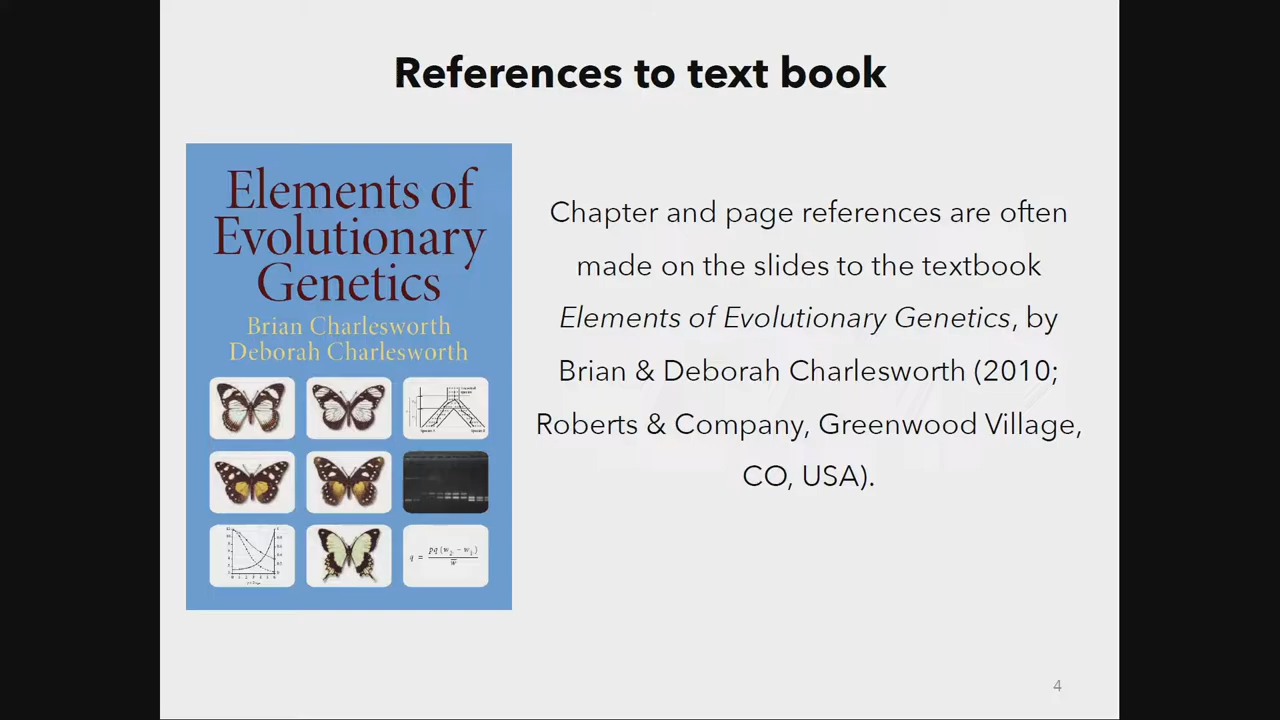 References to text book
Elements of
Evolutionary
Genetics
Brian Charlesworth
Deborah Charlesworth
Chapter and page references are often
made on the slides to the textbook
Elements of Evolutionary Genetics, by
Brian & Deborah Charlesworth (2010;
Roberts & Company, Greenwood Village,
CO, USA).
4